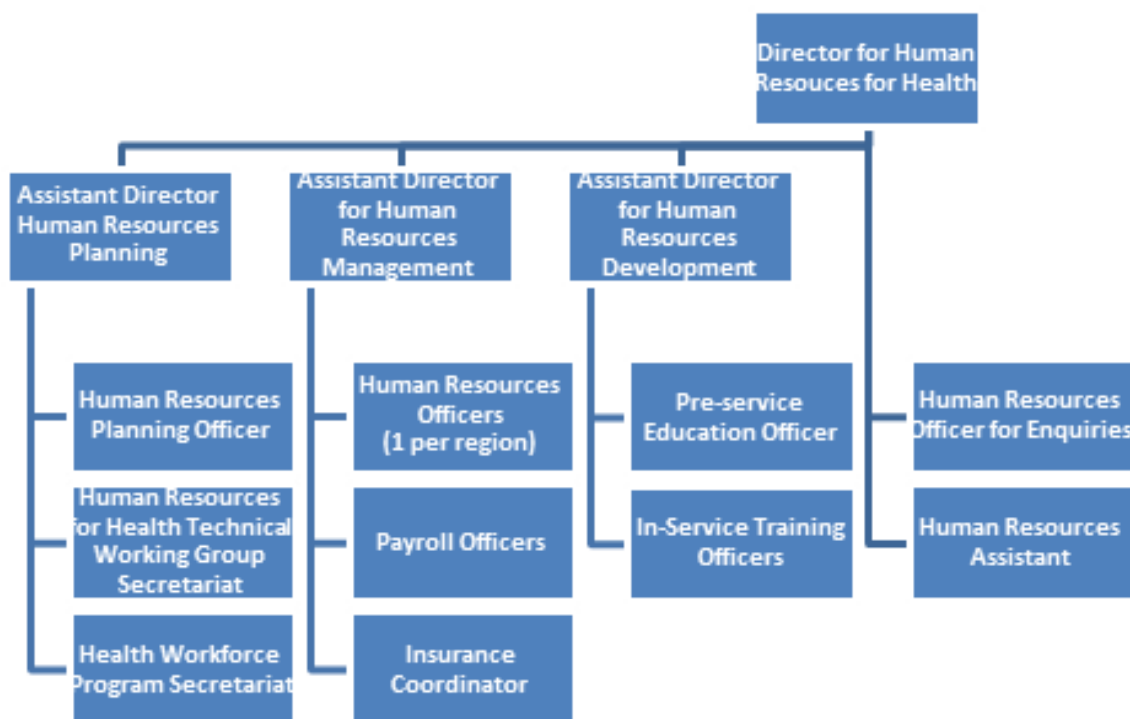 Director for Human
Resouces for Health
Assistant Director
Human Resources
Planning
Assistant Director
for Human
Resources
Management
Assistant Director
for Human
Resources
Development
Human Resources
Planning Officer
Human Resources
Officers
(1 per region)
Pre-service
Education Officer
Human Resources
Officer for Enquiries
Human Resources
for Health Technical
Working Group
Secretariat
Payroll Officers
In-Service Training
Officers
Human Resources
Assistant
Health Workforce
Program Secretariat
Insurance
Coordinator